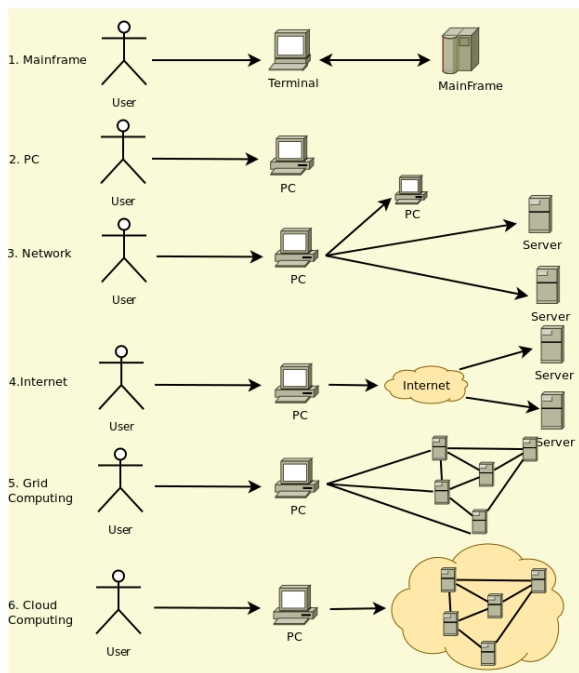 1. Mainframe
User
Terminal
MainFrame
2. PC
User
PC
PC
3. Network
User
PC
Server
Server
4.Internet
User
PC
Internet
Server
Server
5. Grid
Computing
User
PC
6. Cloud
Computing
User
PC